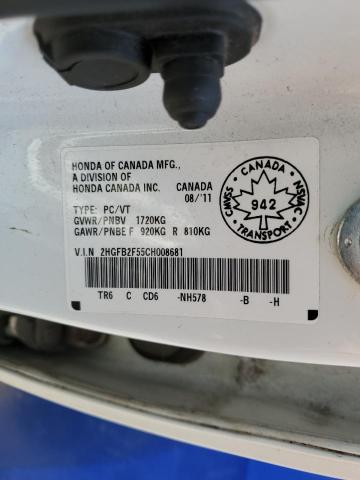 HONDA OF CANADA MFG.,
A DIVISION OF
HONDA CANADA INC. CANADA
08/'11
TYPE: PC/VT
GVWR/PNBV 1720KG
GAWR/PNBE F 920KG R 810KG
V.I.N 2HGFB2F55CH008681
TR6 C CD6 -NH578 -B -H
CANADA
CMVSS 942 NSVAC
TRANSPORT